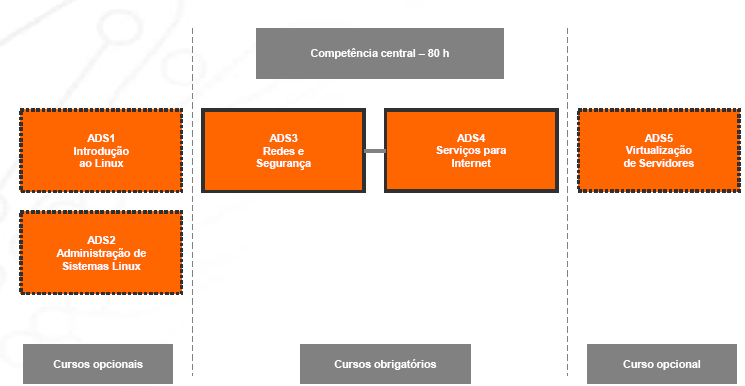 Competência central – 80 h
ADS1
Introdução
ao Linux
ADS3
Redes e
Segurança
ADS4
Serviços para
Internet
ADS5
Virtualização
de Servidores
ADS2
Administração de
Sistemas Linux
Cursos opcionais
Cursos obrigatórios
Curso opcional